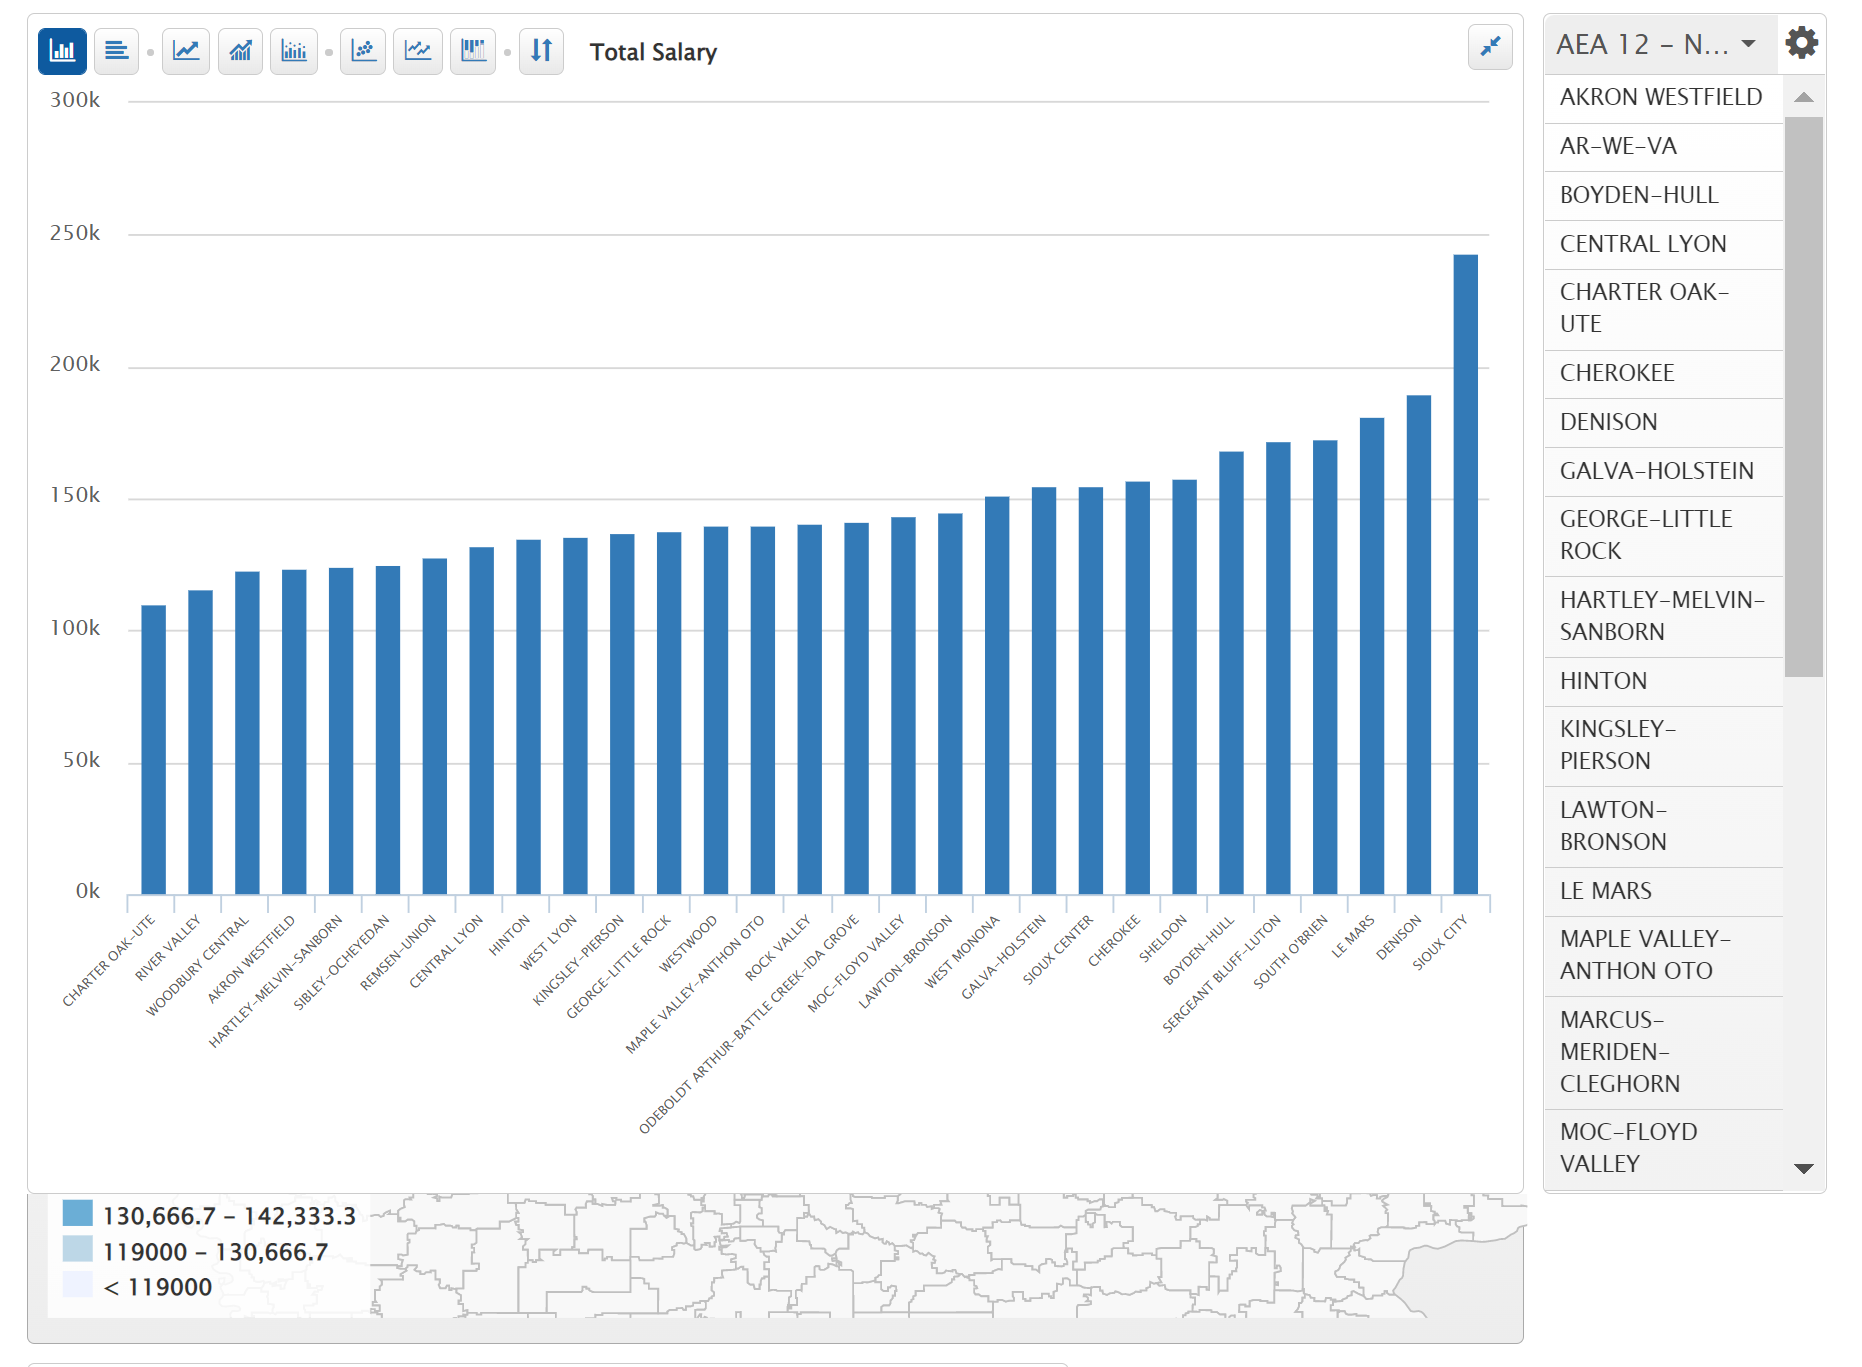 Total Salary
300k
250k
200k
150k
100k
50k
0k
CHARTER OAK-UTE
RIVER VALLEY
WOODBURY CENTRAL
AKRON WESTFIELD
HARTLEY-MELVIN-SANBORN
SIBLEY-OCHEYEDAN
REMSEN-UNION
CENTRAL LYON
HINTON
WEST LYON
KINGSLEY-PIERSON
GEORGE-LITTLE ROCK
WESTWOOD
MAPLE VALLEY-ANTHON OTO
ROCK VALLEY
ODEBOLDT ARTHUR-BATTLE CREEK-IDA GROVE
MOC-FLOYD VALLEY
LAWTON-BRONSON
WEST MONONA
GALVA-HOLSTEIN
SIOUX CENTER
CHEROKEE
SHELDON
BOYDEN-HULL
SERGEANT BLUFF-LUTON
SOUTH O'BRIEN
LE MARS
DENISON
SIOUX CITY
130,666.7 - 142,333.3
119000 - 130,666.7
< 119000
AEA 12 - N...
AKRON WESTFIELD
AR-WE-VA
BOYDEN-HULL
CENTRAL LYON
CHARTER OAK-
UTE
CHEROKEE
DENISON
GALVA-HOLSTEIN
GEORGE-LITTLE
ROCK
HARTLEY-MELVIN-
SANBORN
HINTON
KINGSLEY-
PIERSON
LAWTON-
BRONSON
LE MARS
MAPLE VALLEY-
ANTHON OTO
MARCUS-
MERIDEN-
CLEGHORN
MOC-FLOYD
VALLEY